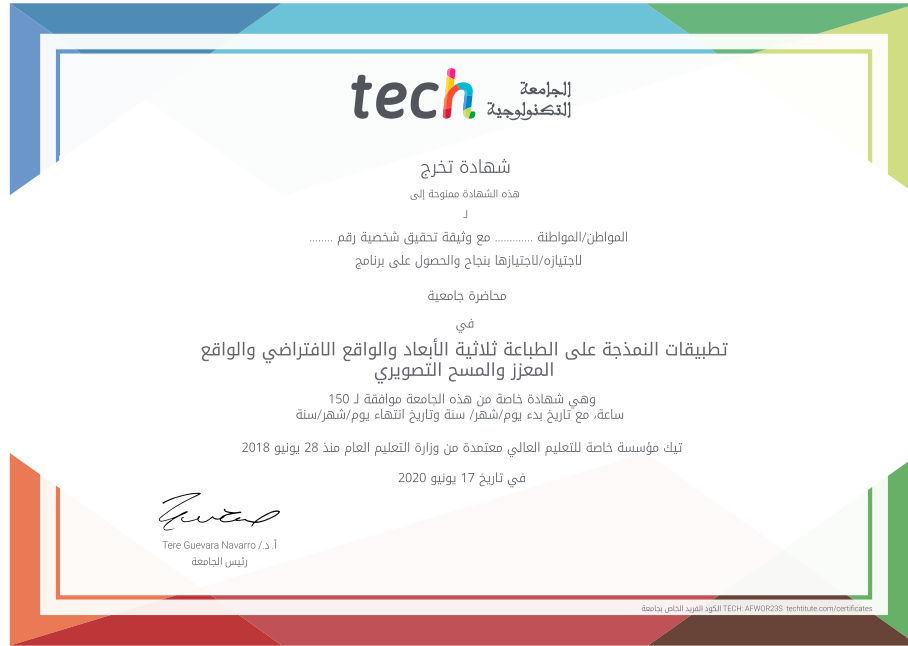 tech الجامعة
التكنولوجية
شهادة تخرج
هذه الشهادة ممنوحة إلى
لـ
المواطن/المواطنة ............ مع وثيقة تحقيق شخصية رقم ........
لاجتيازه/لاجتيازها بنجاح والحصول على برنامج
محاضرة جامعية
في
تطبيقات النمذجة على الطباعة ثلاثية الأبعاد والواقع الافتراضي والواقع
المعزز والمسح التصويري
وهي شهادة خاصة من هذه الجامعة موافقة لـ 150
ساعة، مع تاريخ بدء يوم/شهر/ سنة وتاريخ انتهاء يوم/شهر/سنة
تيك مؤسسة خاصة للتعليم العالي معتمدة من وزارة التعليم العام منذ 28 يونيو 2018
في تاريخ 17 يونيو 2020
أ. د./ Tere Guevara Navarro
رئيس الجامعة
الكود الفريد الخاص بجامعة TECH: AFWOR23S techtitute.com/certificates